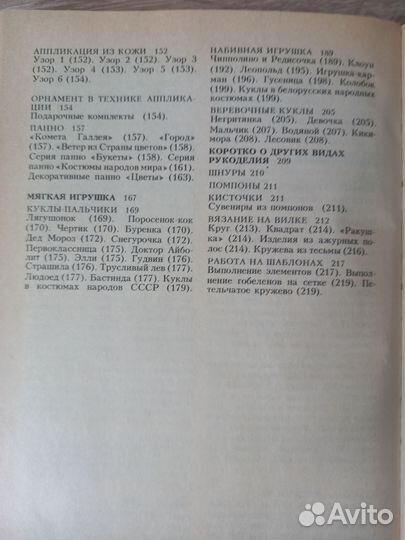 АППЛИКАЦИЯ ИЗ КОЖИ 152
Узор 1 (152). Узор 2 (152). Узор 3
(152). Узор 4 (153). Узор 5 (153).
Узор 6 (154).
ОРНАМЕНТ В ТЕХНИКЕ АППЛИКА-
ЦИИ 154
Подарочные комплекты (154).
ПАННО 157
«Комета Галлея» (157). «Город»
(157). «Ветер из Страны цветов» (158).
Серия панно «Букеты» (158). Серия
панно «Костюмы народов мира» (161).
Декоративные панно «Цветы» (163).
МЯГКАЯ ИГРУШКА 167
КУКЛЫ-ПАЛЬЧИКИ 169
Лягушонок (169). Поросенок-кок
(170). Чертик (170). Буренка (170).
Дед Мороз (172). Снегурочка (172).
Первоклассница (175). Доктор Айбо-
лит (175). Элли (175). Гудвин (176).
Страшила (176). Трусливый лев (177).
Людоед (177). Бастинда (177). Куклы
в костюмах народов СССР (179).
НАБИВНАЯ ИГРУШКА 189
Чипполино и Редисочка (189). Клоун
(192). Леопольд (195). Игрушка-кар-
ман (196). Гусеница (198). Колобок
(199). Куклы в белорусских народных
костюмах (199).
ВЕРЕВОЧНЫЕ КУКЛЫ 205
Негритянка (205). Девочка (205).
Мальчик (207). Водяной (207). Кики-
мора (208). Лесовик (208).
КОРОТКО О ДРУГИХ ВИДАХ
РУКОДЕЛИЯ 209
ШНУРЫ 210
ПОМПОНЫ 211
КИСТОЧКИ 211
Сувениры из помпонов (211).
ВЯЗАНИЕ НА ВИЛКЕ 212
Круг (213). Квадрат (214). «Ракуш-
ка» (214). Изделия из ажурных по-
лос (214). Кружева из тесьмы (216).
РАБОТА НА ШАБЛОНАХ 217
Выполнение элементов (217). Выпол-
нение гобеленов на сетке (219). Пе-
тельчатое кружево (219).
Avito